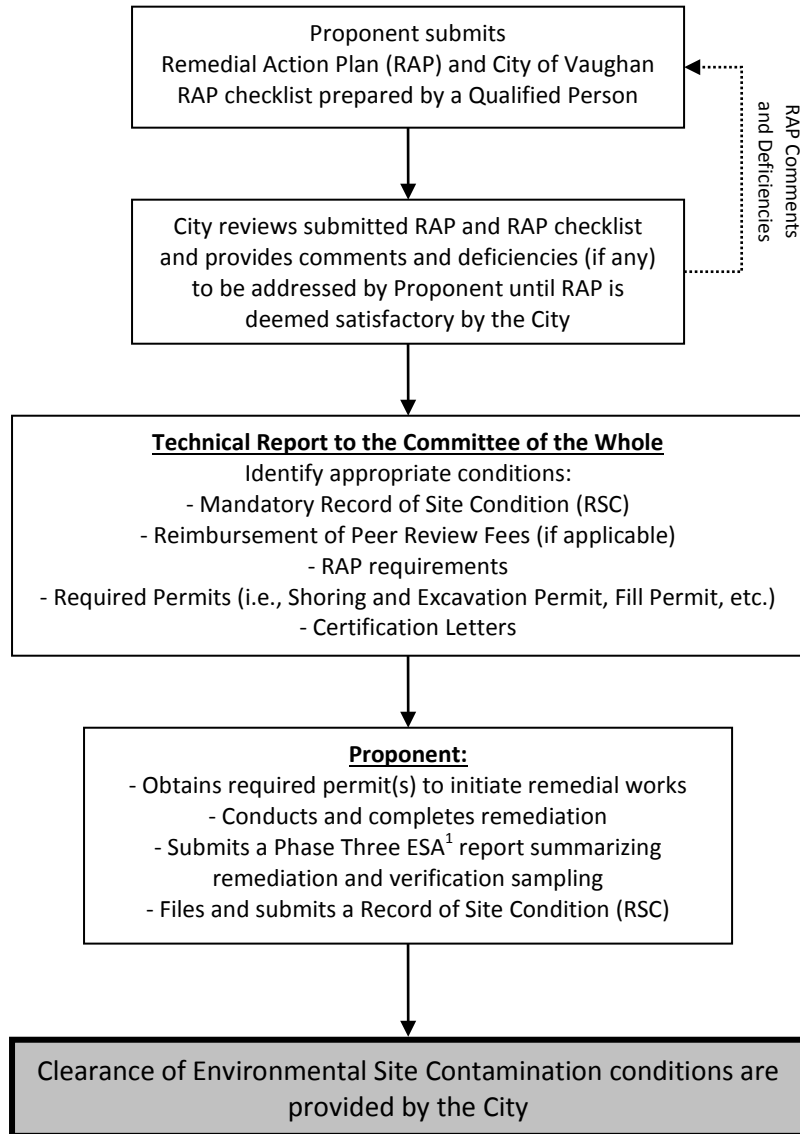 Proponent submits
Remedial Action Plan (RAP) and City of Vaughan
RAP checklist prepared by a Qualified Person
RAP Comments
and Deficiencies
City reviews submitted RAP and RAP checklist
and provides comments and deficiencies (if any)
to be addressed by Proponent until RAP is
deemed satisfactory by the City
Technical Report to the Committee of the Whole
Identify appropriate conditions:
- Mandatory Record of Site Condition (RSC)
- Reimbursement of Peer Review Fees (if applicable)
- RAP requirements
- Required Permits (i.e., Shoring and Excavation Permit, Fill Permit, etc.)
- Certification Letters
Proponent:
- Obtains required permit(s) to initiate remedial works
- Conducts and completes remediation
- Submits a Phase Three ESA¹ report summarizing
remediation and verification sampling
- Files and submits a Record of Site Condition (RSC)
Clearance of Environmental Site Contamination conditions are
provided by the City